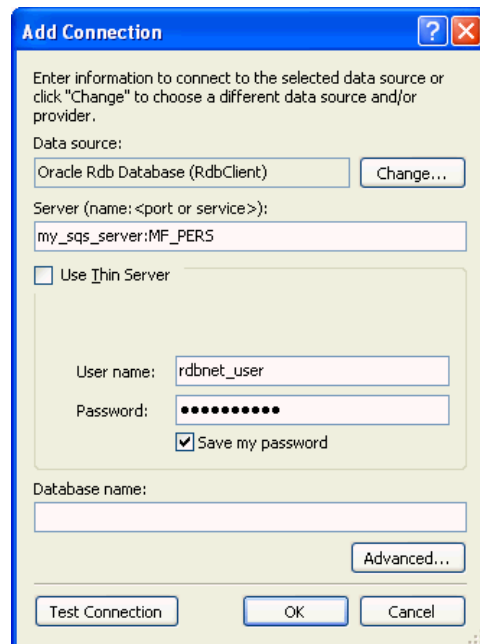 Add Connection
Enter information to connect to the selected data source or
click "Change" to choose a different data source and/or
provider.
Data source:
Oracle Rdb Database (RdbClient)
Change...
Server (name:<port or service>):
my_sqs_server:MF_PERS
Use Thin Server
User name:
rdbnet_user
Password:
●●●●●●●●●●
Save my password
Database name:
Advanced...
Test Connection
OK
Cancel